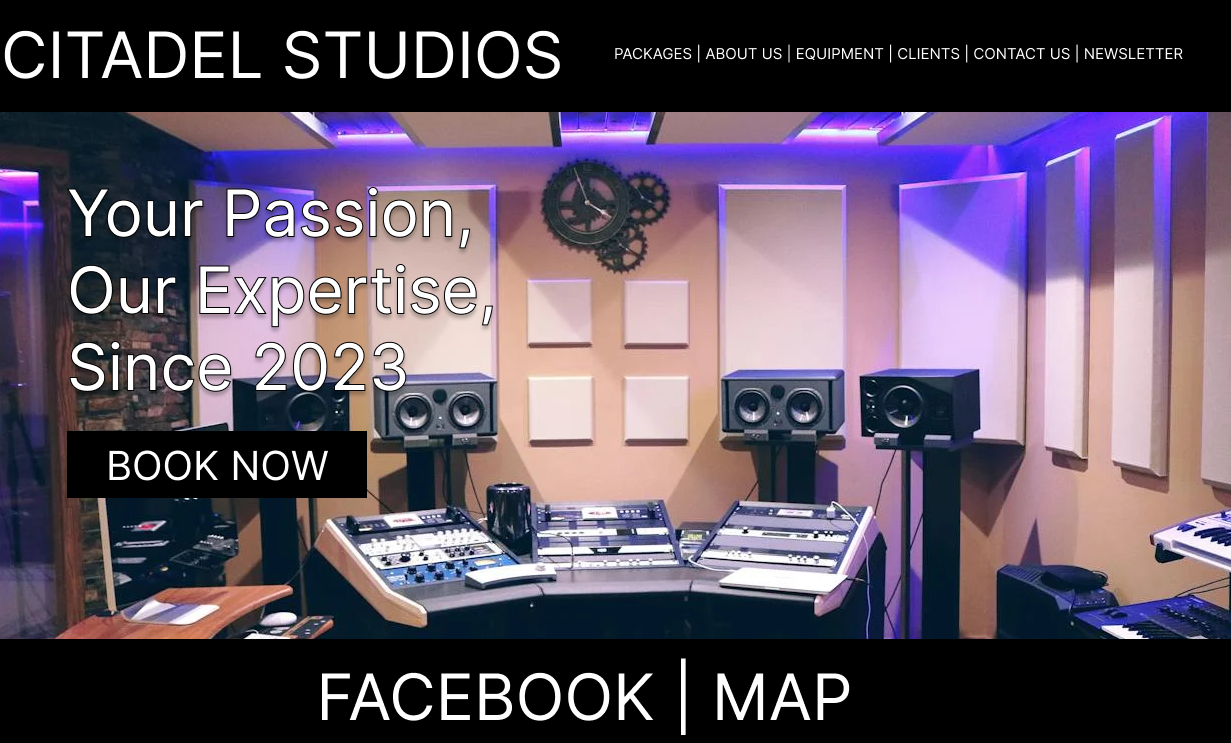 CITADEL STUDIOS
PACKAGES | ABOUT US | EQUIPMENT | CLIENTS | CONTACT US | NEWSLETTER
Your Passion,
Our Expertise,
Since 2023
BOOK NOW
FACEBOOK | MAP